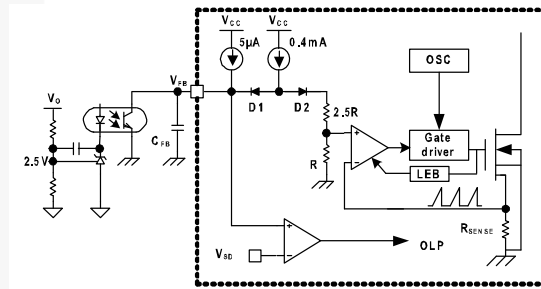 Vcc Vcc
5μA 0.4mA
OSC
VFB
Vo
D1 D2
2.5R
CFB
R
Gate driver
2.5V
LEB
RSENSE
VSD
OLP
+
-
+
-